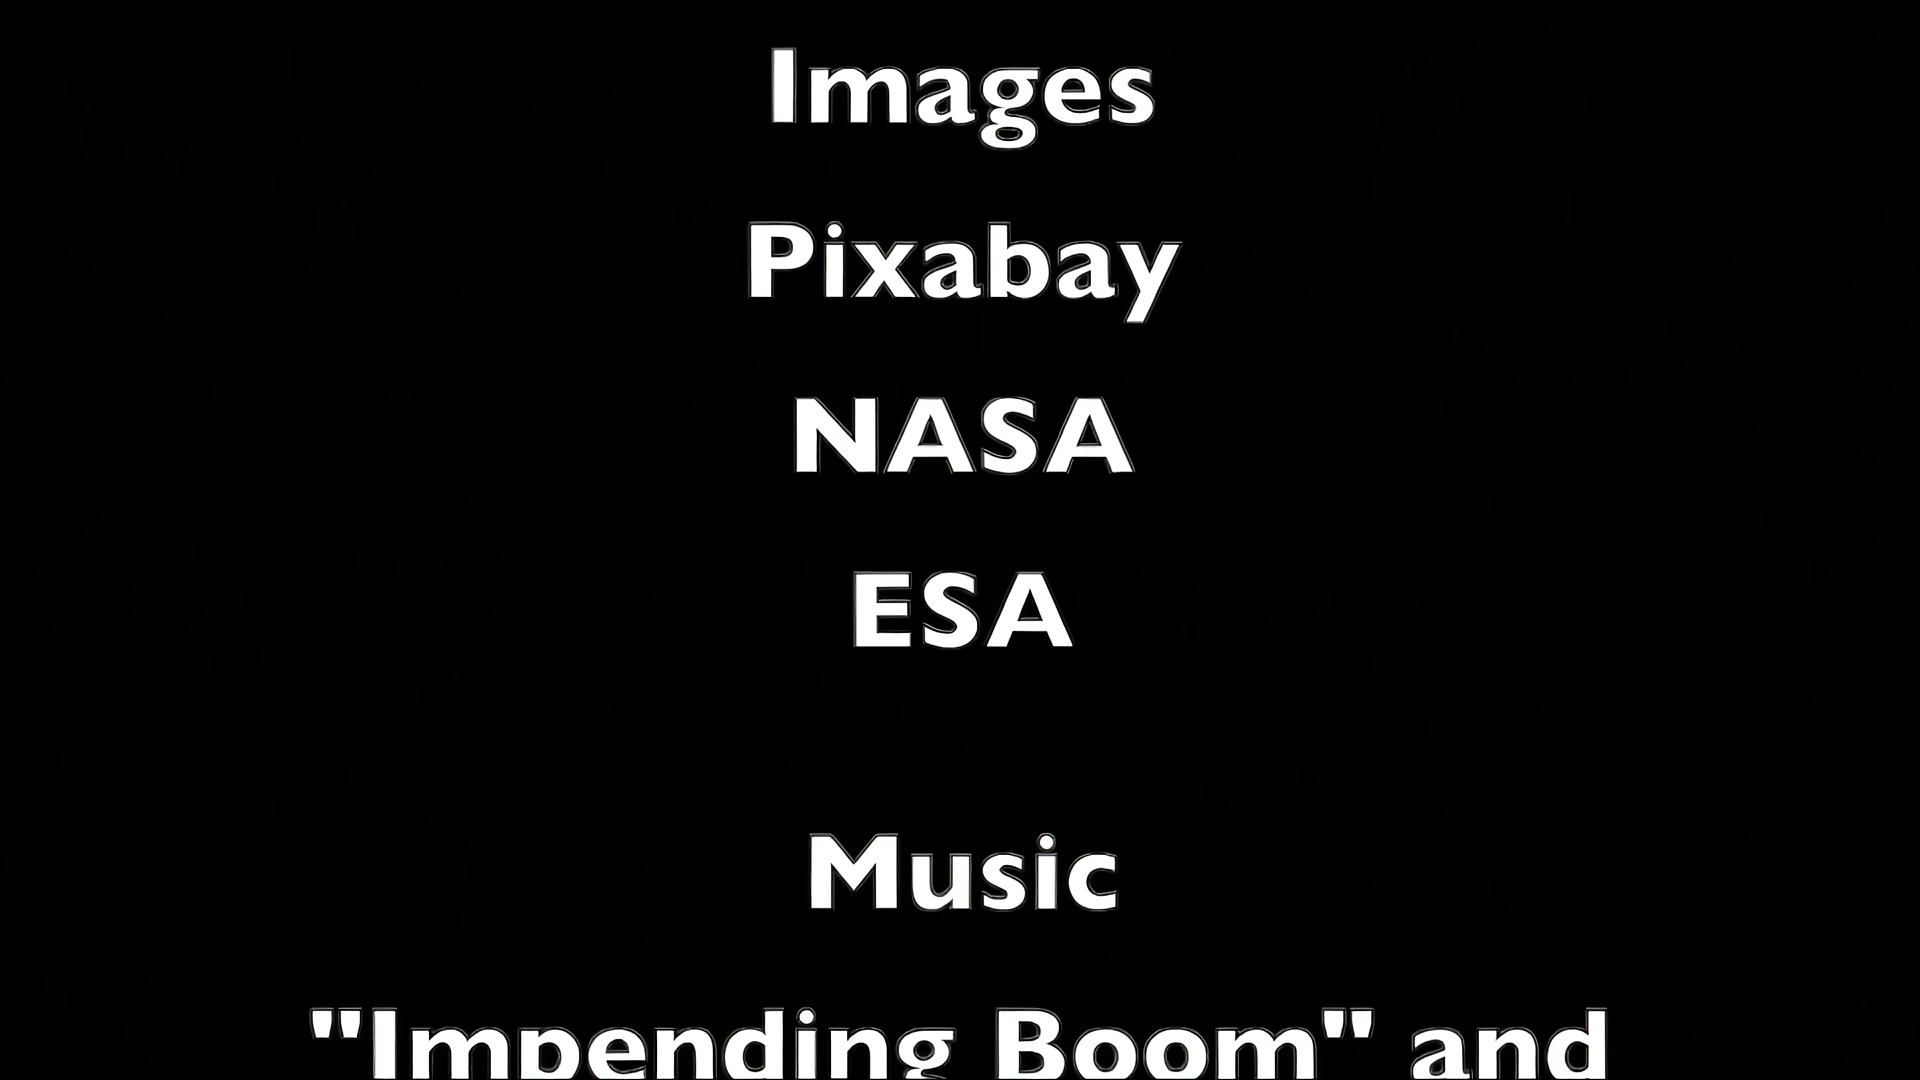 Images
Pixabay
NASA
ESA
Music
"Impending Boom" and